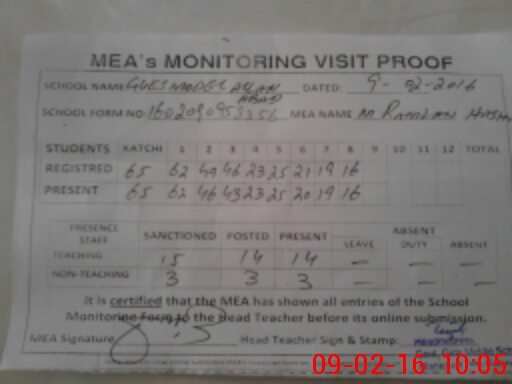 MEA's MONITORING VISIT PROOF
SCHOOL NAME GGES MODEL DATED: 9-02-2016
ABAD
SCHOOL FORM NO: MEA NAME M RAMZAN
STUDENTS KATCHI 1 2 3 4 5 6 7 8 9 10 11 12 TOTAL
REGISTRED 65 62 49 46 23 25 21 19 16
PRESENT 65 62 46 43 23 25 20 19 16
PRESENCE STAFF SANCTIONED POSTED PRESENT ABSENT
LEAVE DUTY ABSENT
TEACHING 15 14 14 – – –
NON-TEACHING 3 3 3 – – –
It is certified that the MEA has shown all entries of the School
Monitoring Form to the Head Teacher before its online submission.
MEA Signature Head Teacher Sign & Stamp:
09-02-16 10:05